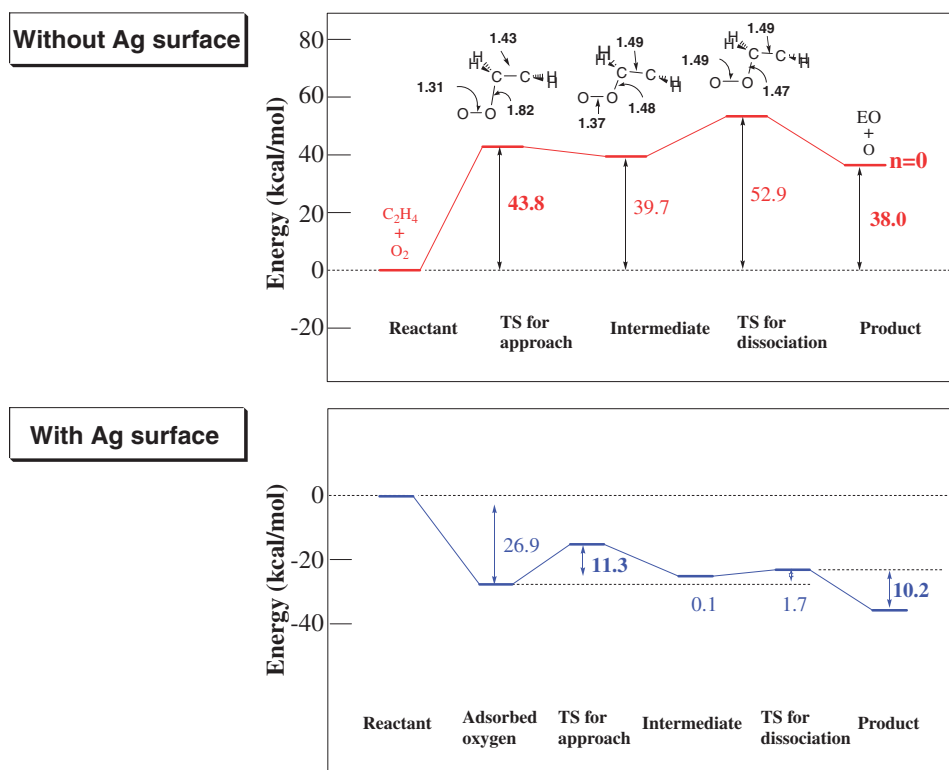 Without Ag surface
Energy (kcal/mol)
80
60
40
20
0
-20
C2H4
+
O2
1.31
1.43
1.82
H
H
C
C
H
H
O
O
43.8
1.49
1.37
1.48
H
H
C
C
H
H
O
O
39.7
1.49
1.49
1.47
H
H
C
C
H
H
O
O
52.9
EO
+
O
n=0
38.0
Reactant
TS for
approach
Intermediate
TS for
dissociation
Product
With Ag surface
Energy (kcal/mol)
0
-20
-40
26.9
11.3
0.1
1.7
10.2
Reactant
Adsorbed
oxygen
TS for
approach
Intermediate
TS for
dissociation
Product